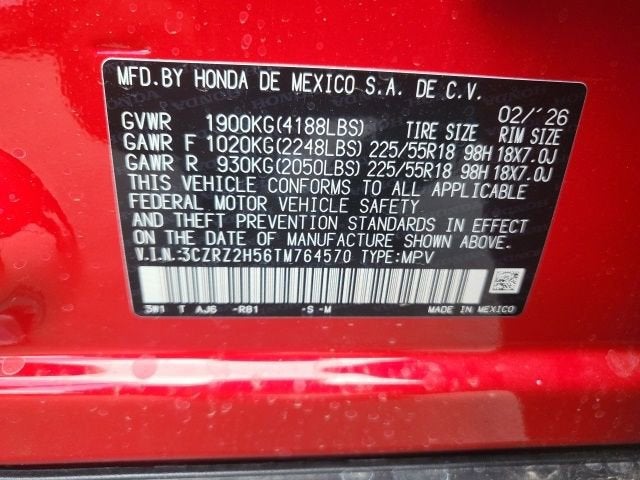 MFD.BY HONDA DE MEXICO S.A. DE C.V.
02/'26
GVWR 1900KG(4188LBS) TIRE SIZE RIM SIZE
GAWR F 1020KG(2248LBS) 225/55R18 98H 18X7.0J
GAWR R 930KG(2050LBS) 225/55R18 98H 18X7.0J
THIS VEHICLE CONFORMS TO ALL APPLICABLE
FEDERAL MOTOR VEHICLE SAFETY
AND THEFT PREVENTION STANDARDS IN EFFECT
ON THE DATE OF MANUFACTURE SHOWN ABOVE.
V.I.N.:3CZRZ2H56TM764570 TYPE:MPV
3W1 T AJ6 -R81 -S -M MADE IN MEXICO